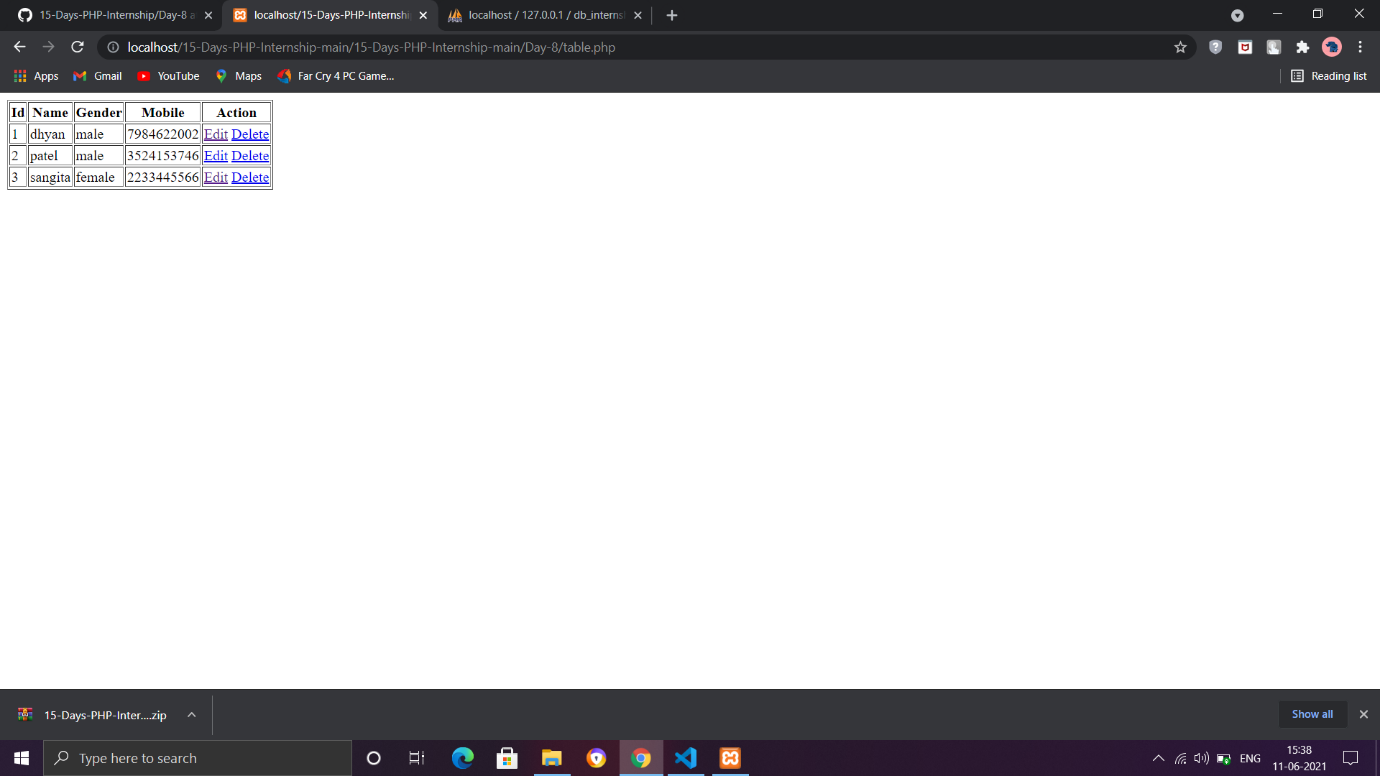 15-Days-PHP-Internship/Day-8 a
localhost/15-Days-PHP-Internshi
localhost / 127.0.0.1 / db_interns
localhost/15-Days-PHP-Internship-main/15-Days-PHP-Internship-main/Day-8/table.php
Apps Gmail YouTube Maps Far Cry 4 PC Game... Reading list
Id Name Gender Mobile Action
1 dhyan male 7984622002 Edit Delete
2 patel male 3524153746 Edit Delete
3 sangita female 2233445566 Edit Delete
15-Days-PHP-Inter....zip Show all
Type here to search
ENG
15:38
11-06-2021